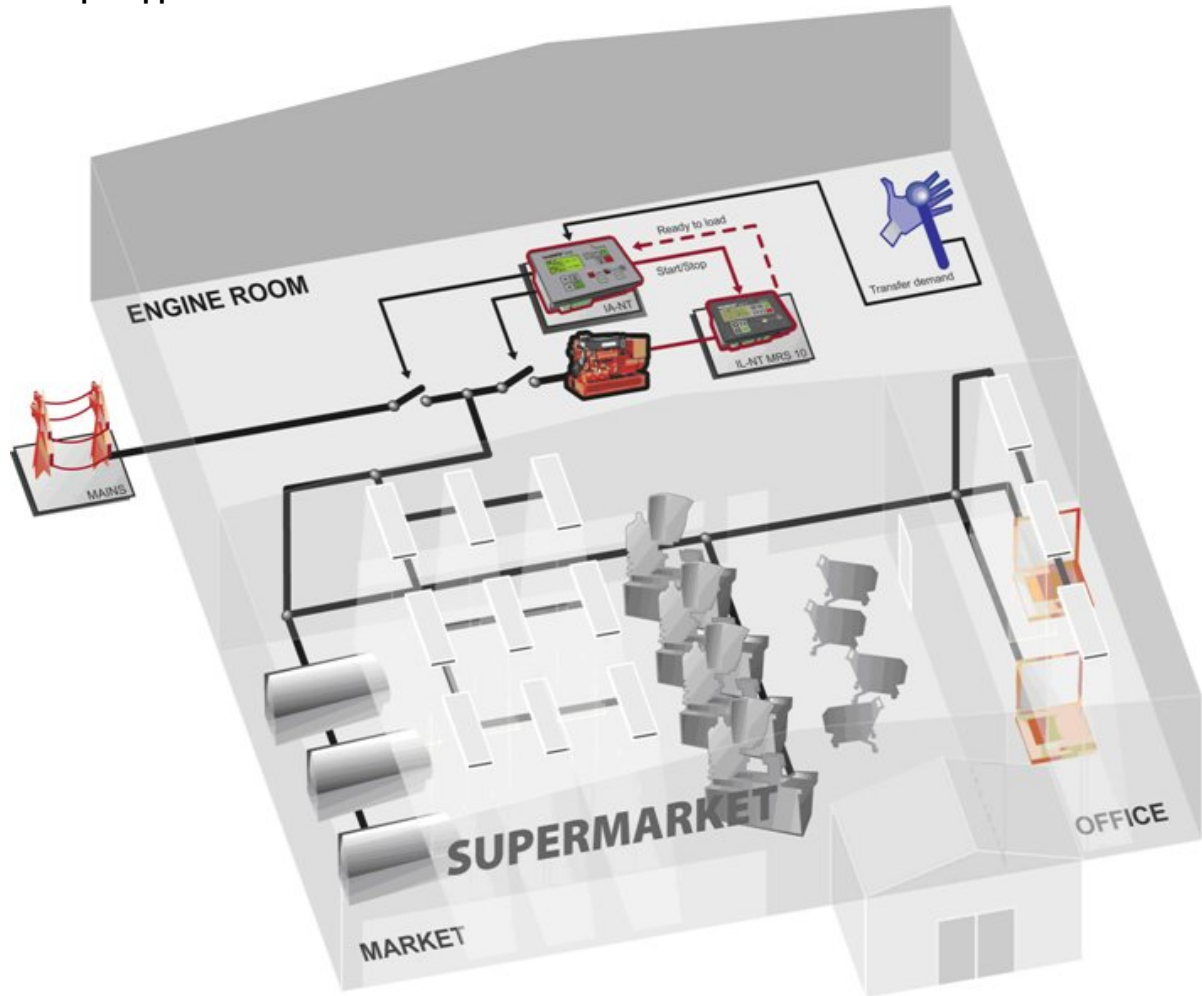 ENGINE ROOM
Ready to load
Start/Stop
IA-NT
IL-NT MRS 10
Transfer demand
MAINS
SUPERMARKET
OFFICE
MARKET